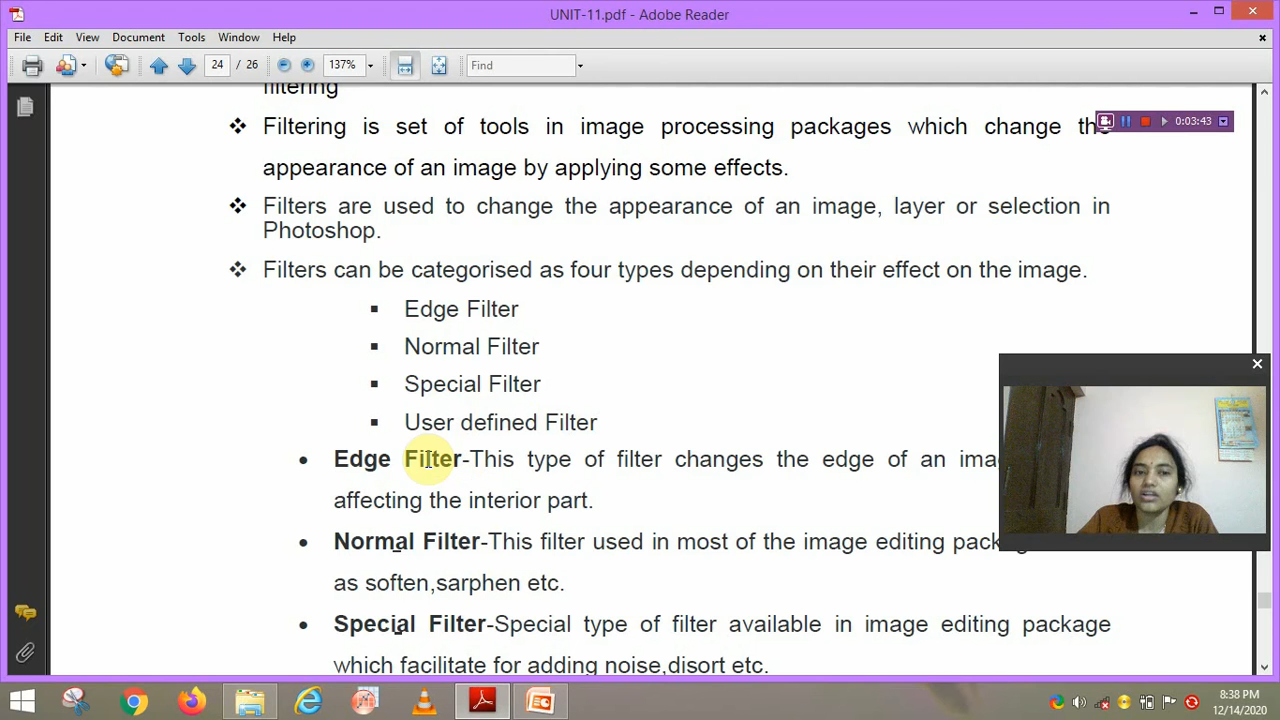 UNIT-11.pdf - Adobe Reader
File Edit View Document Tools Window Help
24 / 26 137% Find
filtering
❖ Filtering is set of tools in image processing packages which change the
0:03:43
appearance of an image by applying some effects.
❖ Filters are used to change the appearance of an image, layer or selection in
Photoshop.
❖ Filters can be categorised as four types depending on their effect on the image.
▪ Edge Filter
▪ Normal Filter
▪ Special Filter
▪ User defined Filter
• Edge Filter-This type of filter changes the edge of an
affecting the interior part.
• Normal Filter-This filter used in most of the image editing
as soften,sarphen etc.
• Special Filter-Special type of filter available in image editing package
which facilitate for adding noise,disort etc.
8:38 PM
12/14/2020